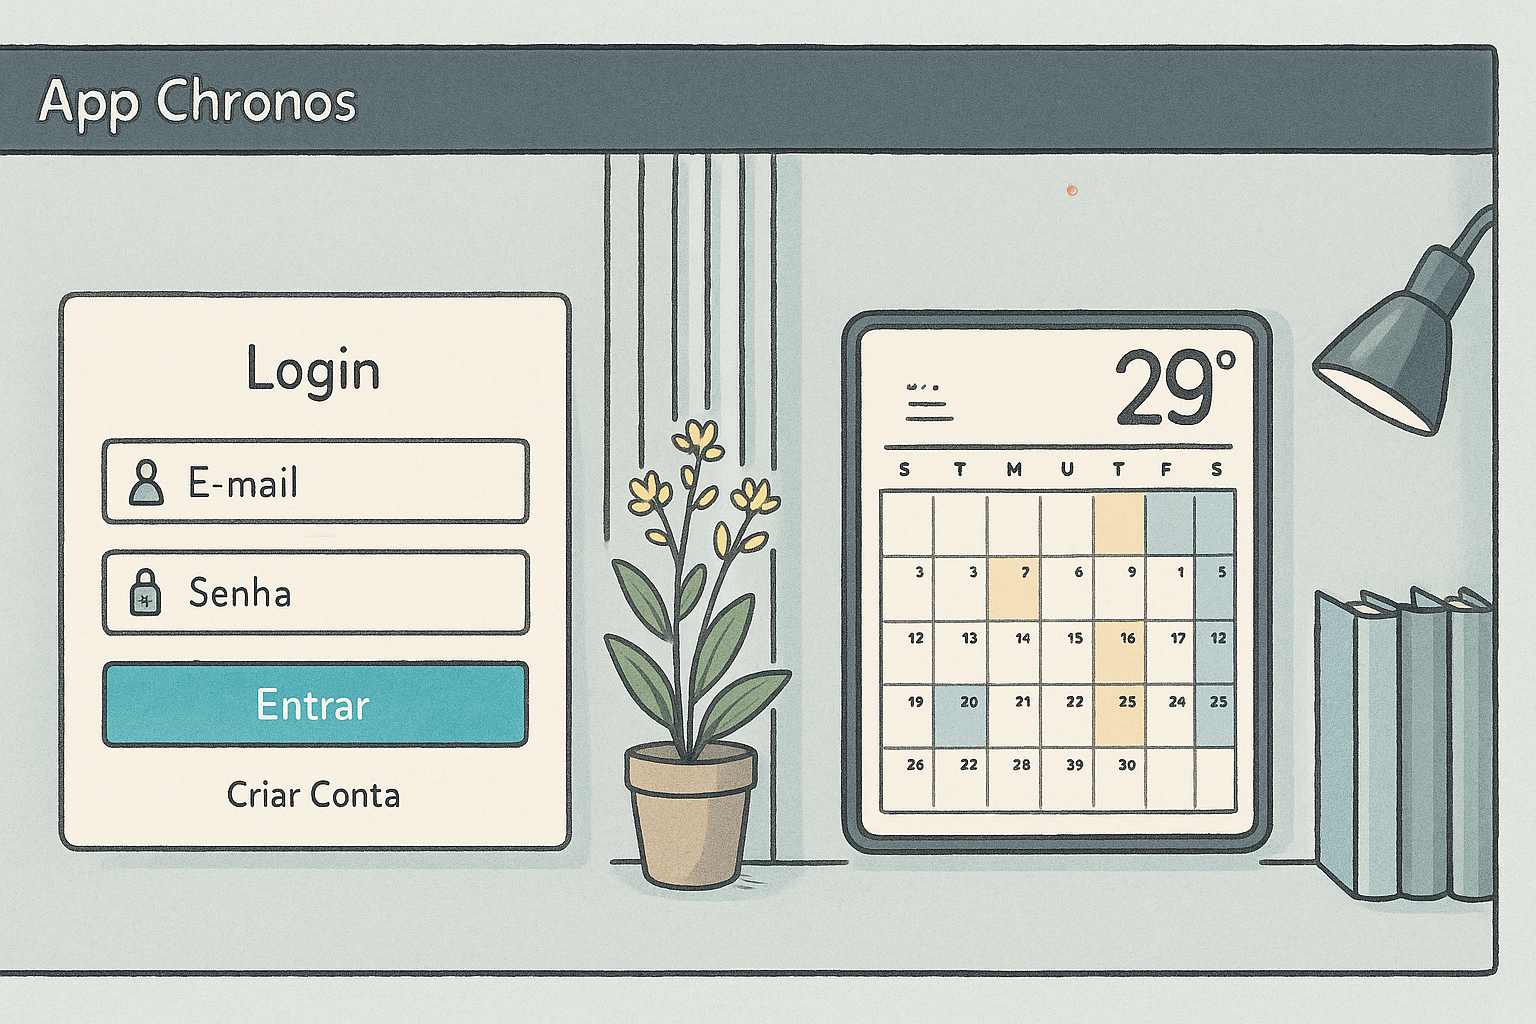 App Chronos
Login
E-mail
Senha
Entrar
Criar Conta
29°
S T M U T F S
3 3 7 6 9 1 5
12 13 14 15 16 17 12
19 20 21 22 25 24 25
26 22 28 39 30